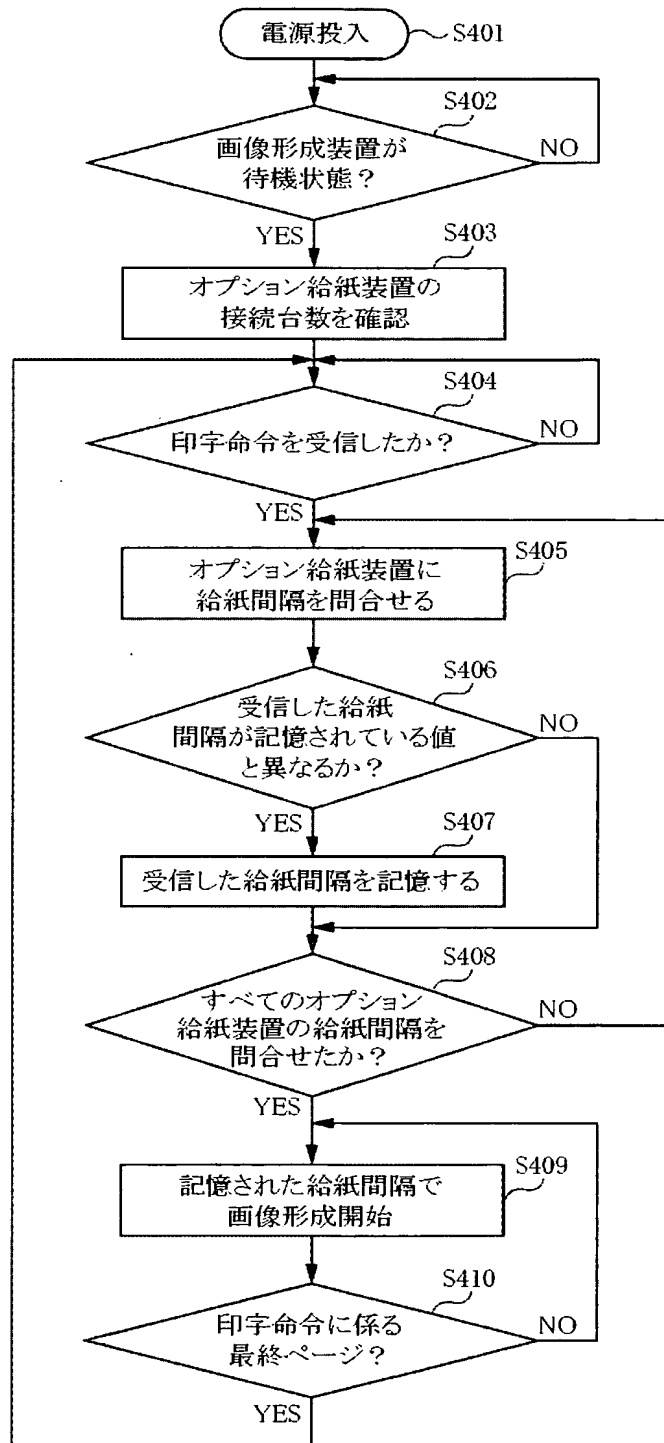 電源投入
S401
S402
画像形成装置が
待機状態？
NO
YES
S403
オプション給紙装置の
接続台数を確認
S404
印字命令を受信したか？
NO
YES
S405
オプション給紙装置に
給紙間隔を問合せる
S406
受信した給紙
間隔が記憶されている値
と異なるか？
NO
YES
S407
受信した給紙間隔を記憶する
S408
すべてのオプション
給紙装置の給紙間隔を
問合せたか？
NO
YES
S409
記憶された給紙間隔で
画像形成開始
S410
印字命令に係る
最終ページ？
NO
YES